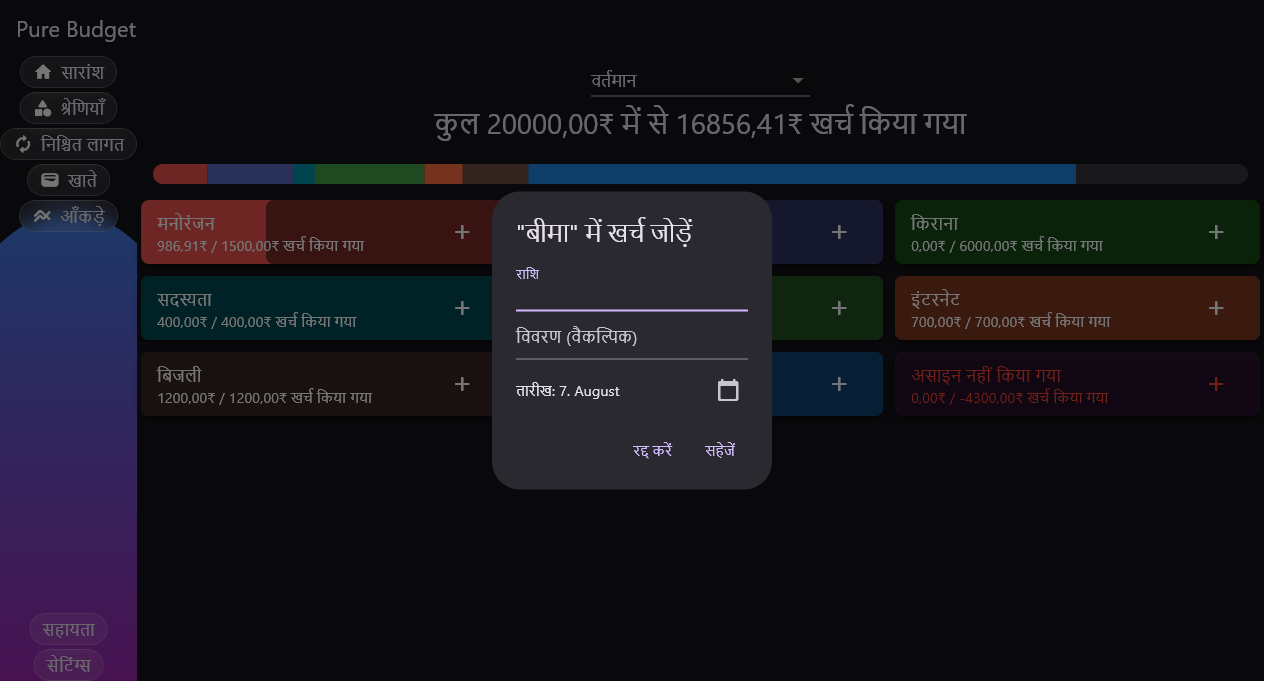 Pure Budget
सारांश
श्रेणियाँ
निश्चित लागत
खाते
आँकड़े
सहायता
सेटिंग्स
वर्तमान
कुल 20000,00₹ में से 16856,41₹ खर्च किया गया
मनोरंजन
986,91₹ / 1500,00₹ खर्च किया गया
किराना
0,00₹ / 6000,00₹ खर्च किया गया
सदस्यता
400,00₹ / 400,00₹ खर्च किया गया
इंटरनेट
700,00₹ / 700,00₹ खर्च किया गया
बिजली
1200,00₹ / 1200,00₹ खर्च किया गया
असाइन नहीं किया गया
0,00₹ / -4300,00₹ खर्च किया गया
"बीमा" में खर्च जोड़ें
राशि
विवरण (वैकल्पिक)
तारीख: 7. August
रद्द करें
सहेजें